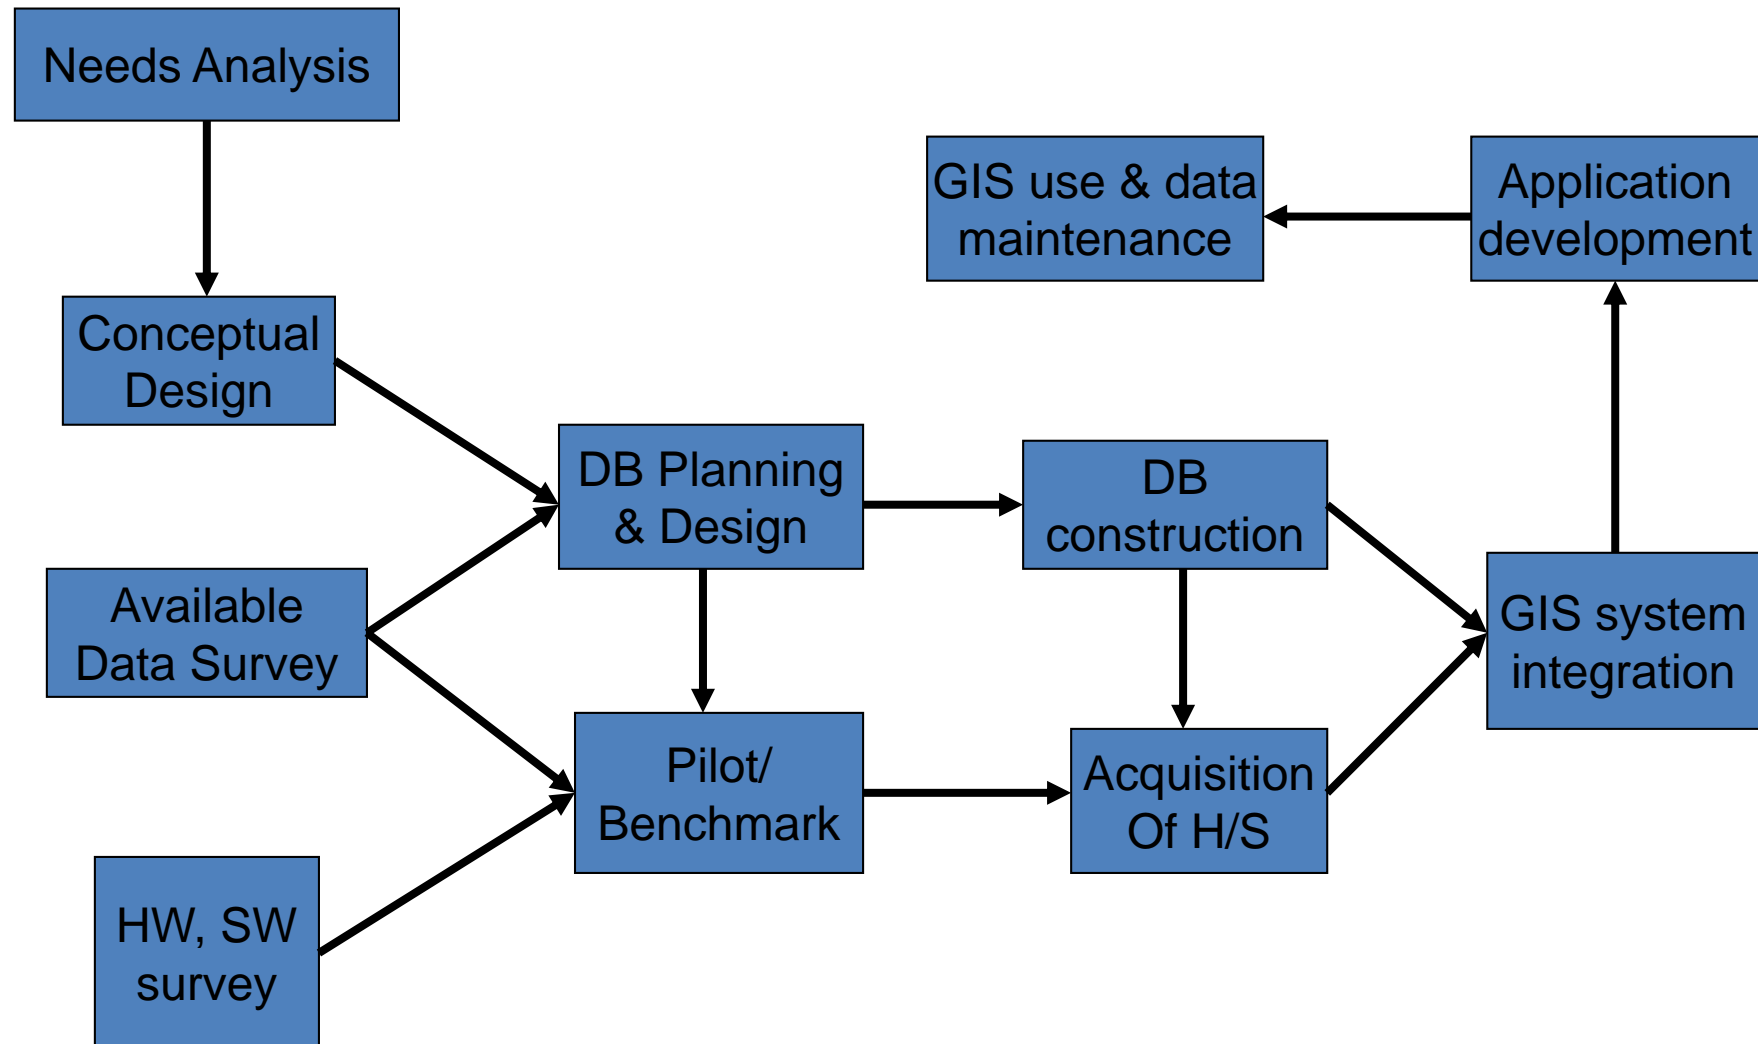 Needs Analysis
GIS use & data
maintenance
Application
development
Conceptual
Design
DB Planning
& Design
DB
construction
Available
Data Survey
GIS system
integration
Pilot/
Benchmark
Acquisition
Of H/S
HW, SW
survey